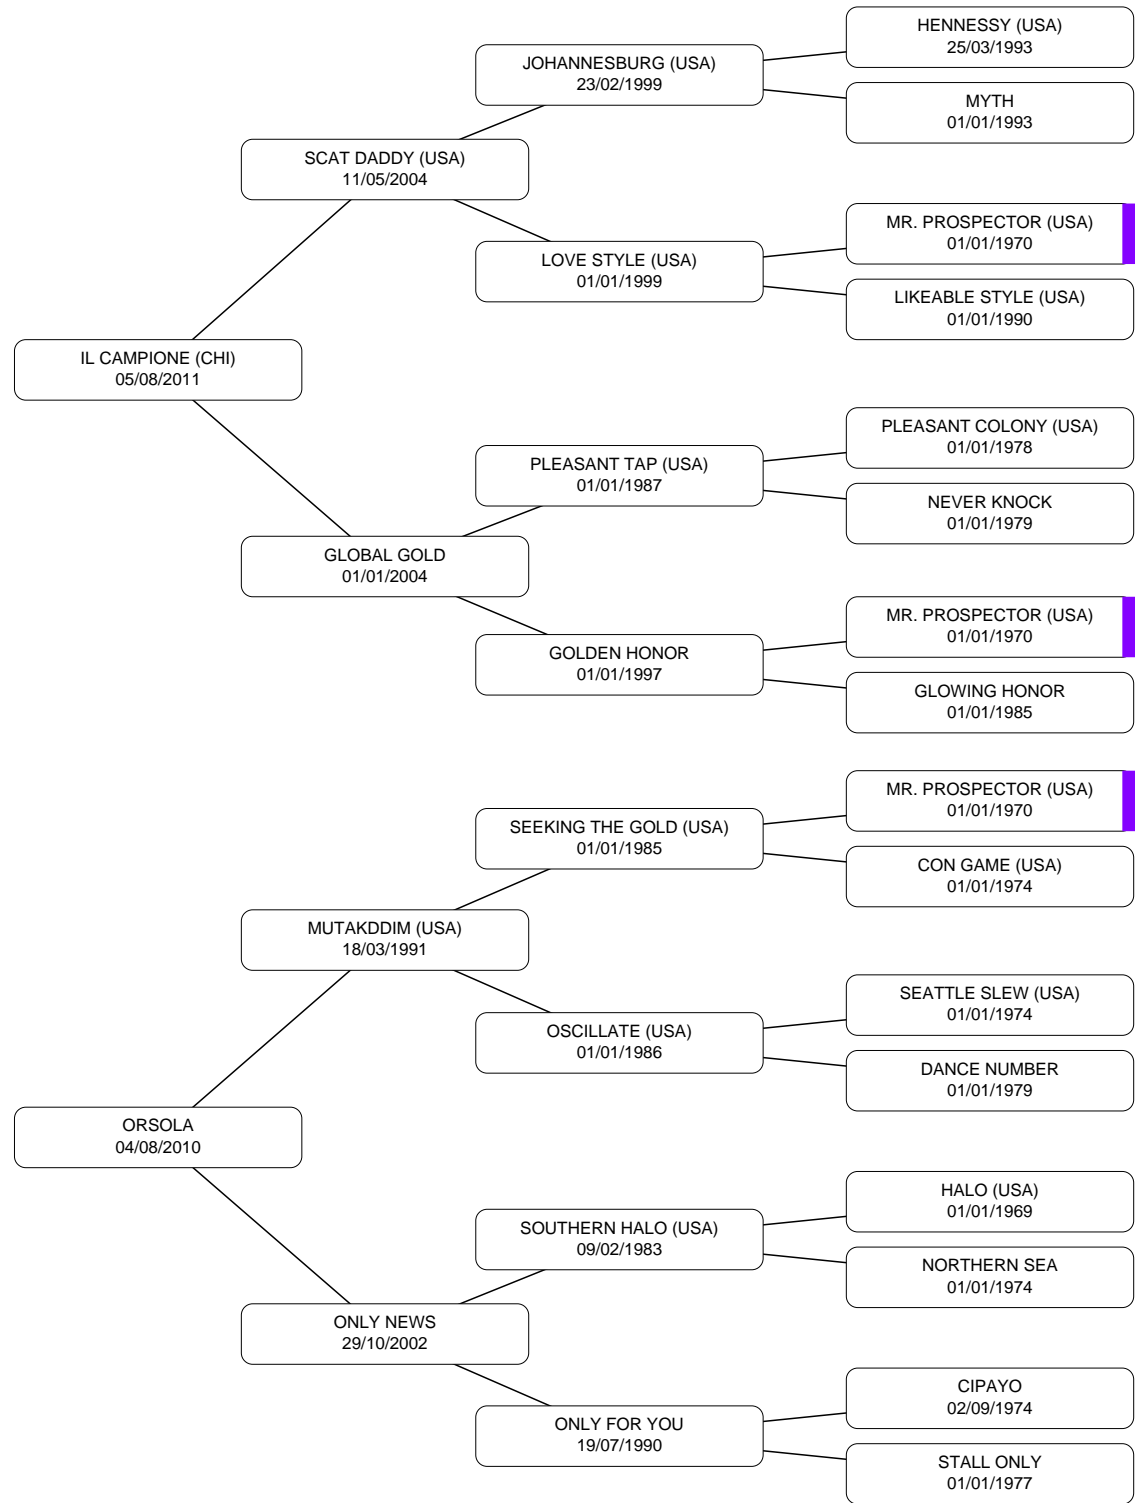 HENNESSY (USA)
25/03/1993
JOHANNESBURG (USA)
23/02/1999
MYTH
01/01/1993
SCAT DADDY (USA)
11/05/2004
MR. PROSPECTOR (USA)
01/01/1970
LOVE STYLE (USA)
01/01/1999
LIKEABLE STYLE (USA)
01/01/1990
IL CAMPIONE (CHI)
05/08/2011
PLEASANT COLONY (USA)
01/01/1978
PLEASANT TAP (USA)
01/01/1987
NEVER KNOCK
01/01/1979
GLOBAL GOLD
01/01/2004
MR. PROSPECTOR (USA)
01/01/1970
GOLDEN HONOR
01/01/1997
GLOWING HONOR
01/01/1985
MR. PROSPECTOR (USA)
01/01/1970
SEEKING THE GOLD (USA)
01/01/1985
CON GAME (USA)
01/01/1974
MUTAKDDIM (USA)
18/03/1991
SEATTLE SLEW (USA)
01/01/1974
OSCILLATE (USA)
01/01/1986
DANCE NUMBER
01/01/1979
ORSOLA
04/08/2010
HALO (USA)
01/01/1969
SOUTHERN HALO (USA)
09/02/1983
NORTHERN SEA
01/01/1974
ONLY NEWS
29/10/2002
CIPAYO
02/09/1974
ONLY FOR YOU
19/07/1990
STALL ONLY
01/01/1977